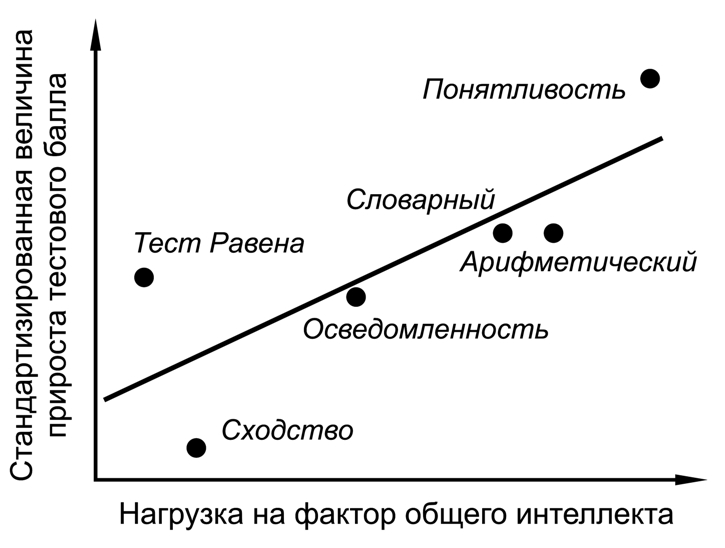 Стандартизированная величина
прироста тестового балла
Понятливость
Словарный
Тест Равена
Арифметический
Осведомленность
Сходство
Нагрузка на фактор общего интеллекта